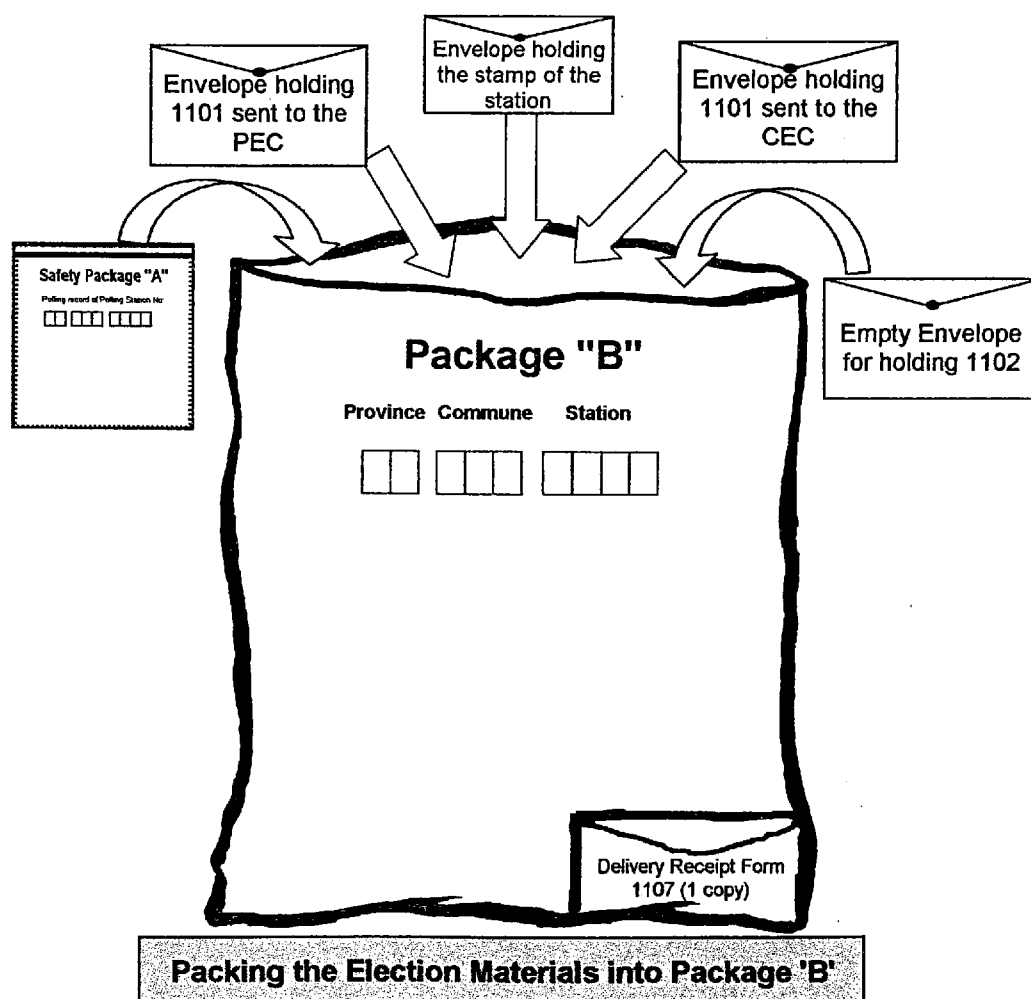 Envelope holding
1101 sent to the
PEC
Envelope holding
the stamp of the
station
Envelope holding
1101 sent to the
CEC
Safety Package "A"
Polling record of Polling Station No
Empty Envelope
for holding 1102
Package "B"
Province Commune Station
Delivery Receipt Form
1107 (1 copy)
Packing the Election Materials into Package 'B'